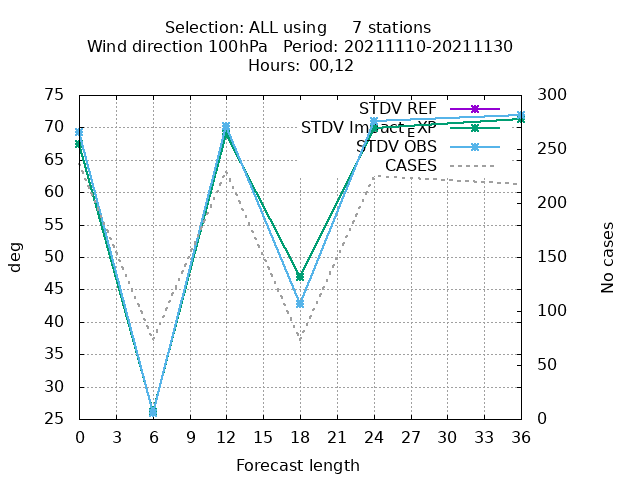 Selection: ALL using 7 stations
Wind direction 100hPa Period: 20211110-20211130
Hours: 00,12
STDV REF
STDV Impact_EXP
STDV OBS
CASES
75
70
65
60
55
50
45
40
35
30
25
deg
300
250
200
150
100
50
0
No cases
0 3 6 9 12 15 18 21 24 27 30 33 36
Forecast length